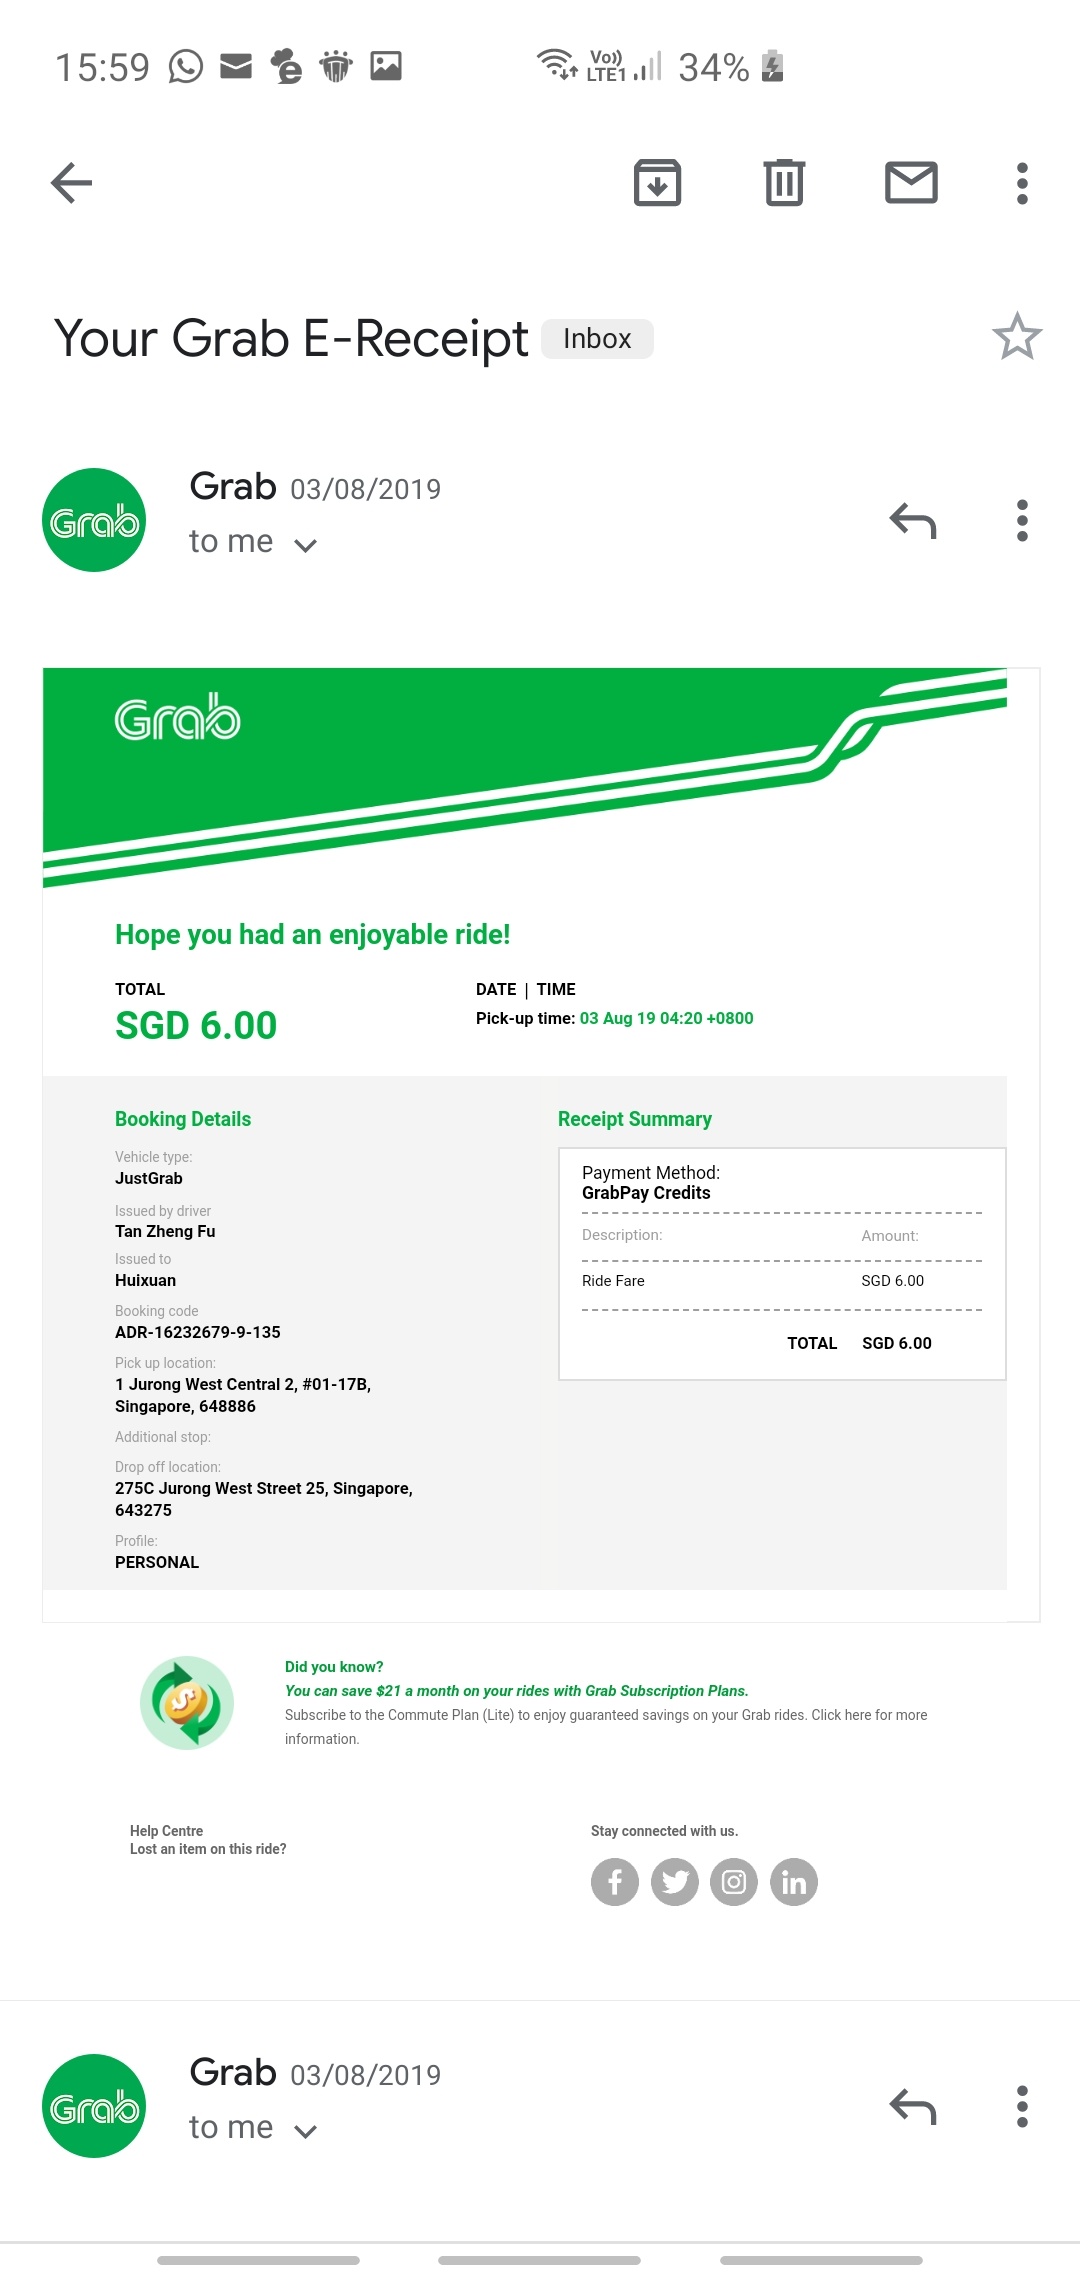 15:59 Vo)) LTE1 34%
Your Grab E-Receipt Inbox
Grab 03/08/2019
Grab
to me
Grab
Hope you had an enjoyable ride!
TOTAL
SGD 6.00
DATE | TIME
Pick-up time: 03 Aug 19 04:20 +0800
Booking Details
Vehicle type:
JustGrab
Issued by driver
Tan Zheng Fu
Issued to
Huixuan
Booking code
ADR-16232679-9-135
Pick up location:
1 Jurong West Central 2, #01-17B,
Singapore, 648886
Additional stop:
Drop off location:
275C Jurong West Street 25, Singapore,
643275
Profile:
PERSONAL
Receipt Summary
Payment Method:
GrabPay Credits
Description: Amount:
Ride Fare SGD 6.00
TOTAL SGD 6.00
Did you know?
You can save $21 a month on your rides with Grab Subscription Plans.
Subscribe to the Commute Plan (Lite) to enjoy guaranteed savings on your Grab rides. Click here for more
information.
Help Centre
Lost an item on this ride?
Stay connected with us.
Grab 03/08/2019
Grab
to me